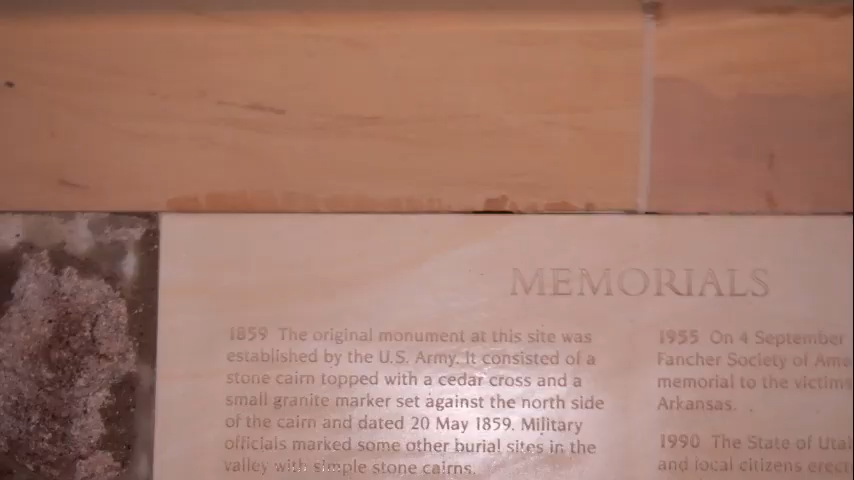 MEMORIALS
1859 The original monument at this site was
established by the U.S. Army. It consisted of a
stone cairn topped with a cedar cross and a
small granite marker set against the north side
of the cairn and dated 20 May 1859. Military
officials marked some other burial sites in the
valley with simple stone cairns.
1955 On 4 September
Fancher Society of Ame
memorial to the victims
Arkansas.
1990 The State of Uta
and local citizens erect